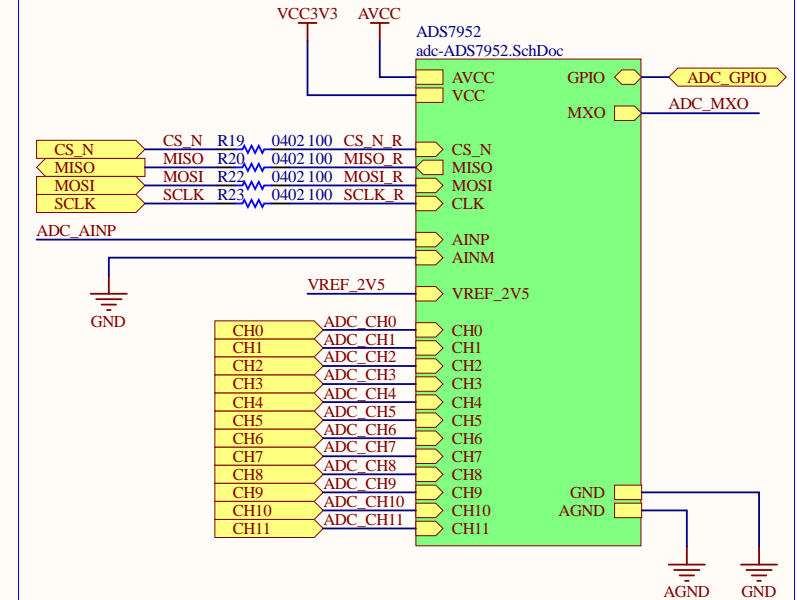 VCC3V3 AVCC
ADS7952
adc-ADS7952.SchDoc
AVCC GPIO ADC_GPIO
VCC
MXO ADC_MXO
CS_N CS_N R19 0402 100 CS_N_R CS_N
MISO MISO R20 0402 100 MISO_R MISO
MOSI MOSI R22 0402 100 MOSI_R MOSI
SCLK SCLK R23 0402 100 SCLK_R CLK
ADC_AINP AINP
AINM
GND
VREF_2V5 VREF_2V5
CH0 ADC_CH0 CH0
CH1 ADC_CH1 CH1
CH2 ADC_CH2 CH2
CH3 ADC_CH3 CH3
CH4 ADC_CH4 CH4
CH5 ADC_CH5 CH5
CH6 ADC_CH6 CH6
CH7 ADC_CH7 CH7
CH8 ADC_CH8 CH8
CH9 ADC_CH9 CH9 GND
CH10 ADC_CH10 CH10 AGND
CH11 ADC_CH11 CH11
AGND GND